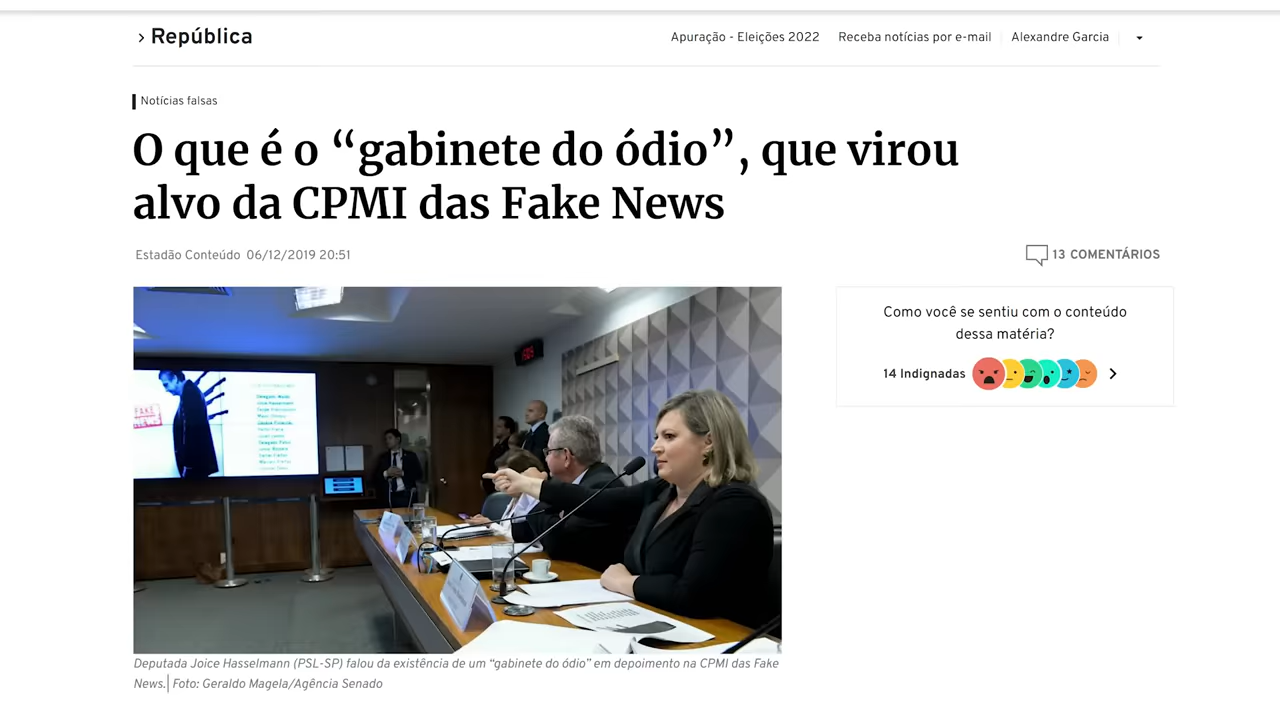 República
Apuração - Eleições 2022 Receba notícias por e-mail Alexandre Garcia
Notícias falsas
O que é o “gabinete do ódio”, que virou
alvo da CPMI das Fake News
Estadão Conteúdo 06/12/2019 20:51
13 COMENTÁRIOS
Como você se sentiu com o conteúdo
dessa matéria?
14 Indignadas
FAKE
Deputada Joice Hasselmann (PSL-SP) falou da existência de um “gabinete do ódio” em depoimento na CPMI das Fake
News.| Foto: Geraldo Magela/Agência Senado